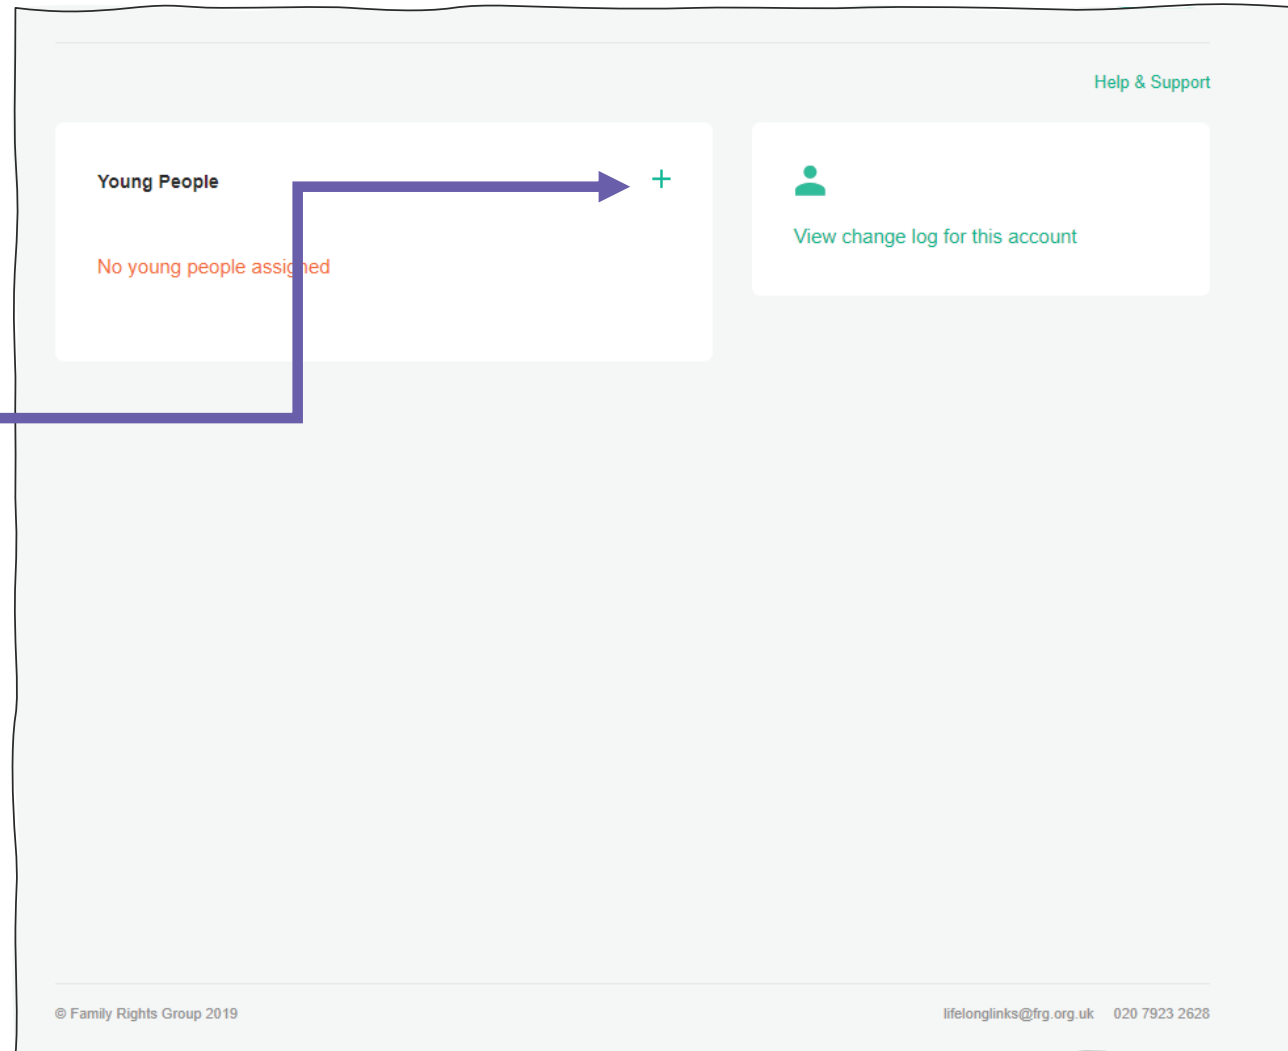 Help & Support
Young People
+
No young people assigned
View change log for this account
© Family Rights Group 2019
lifelonglinks@frg.org.uk 020 7923 2628